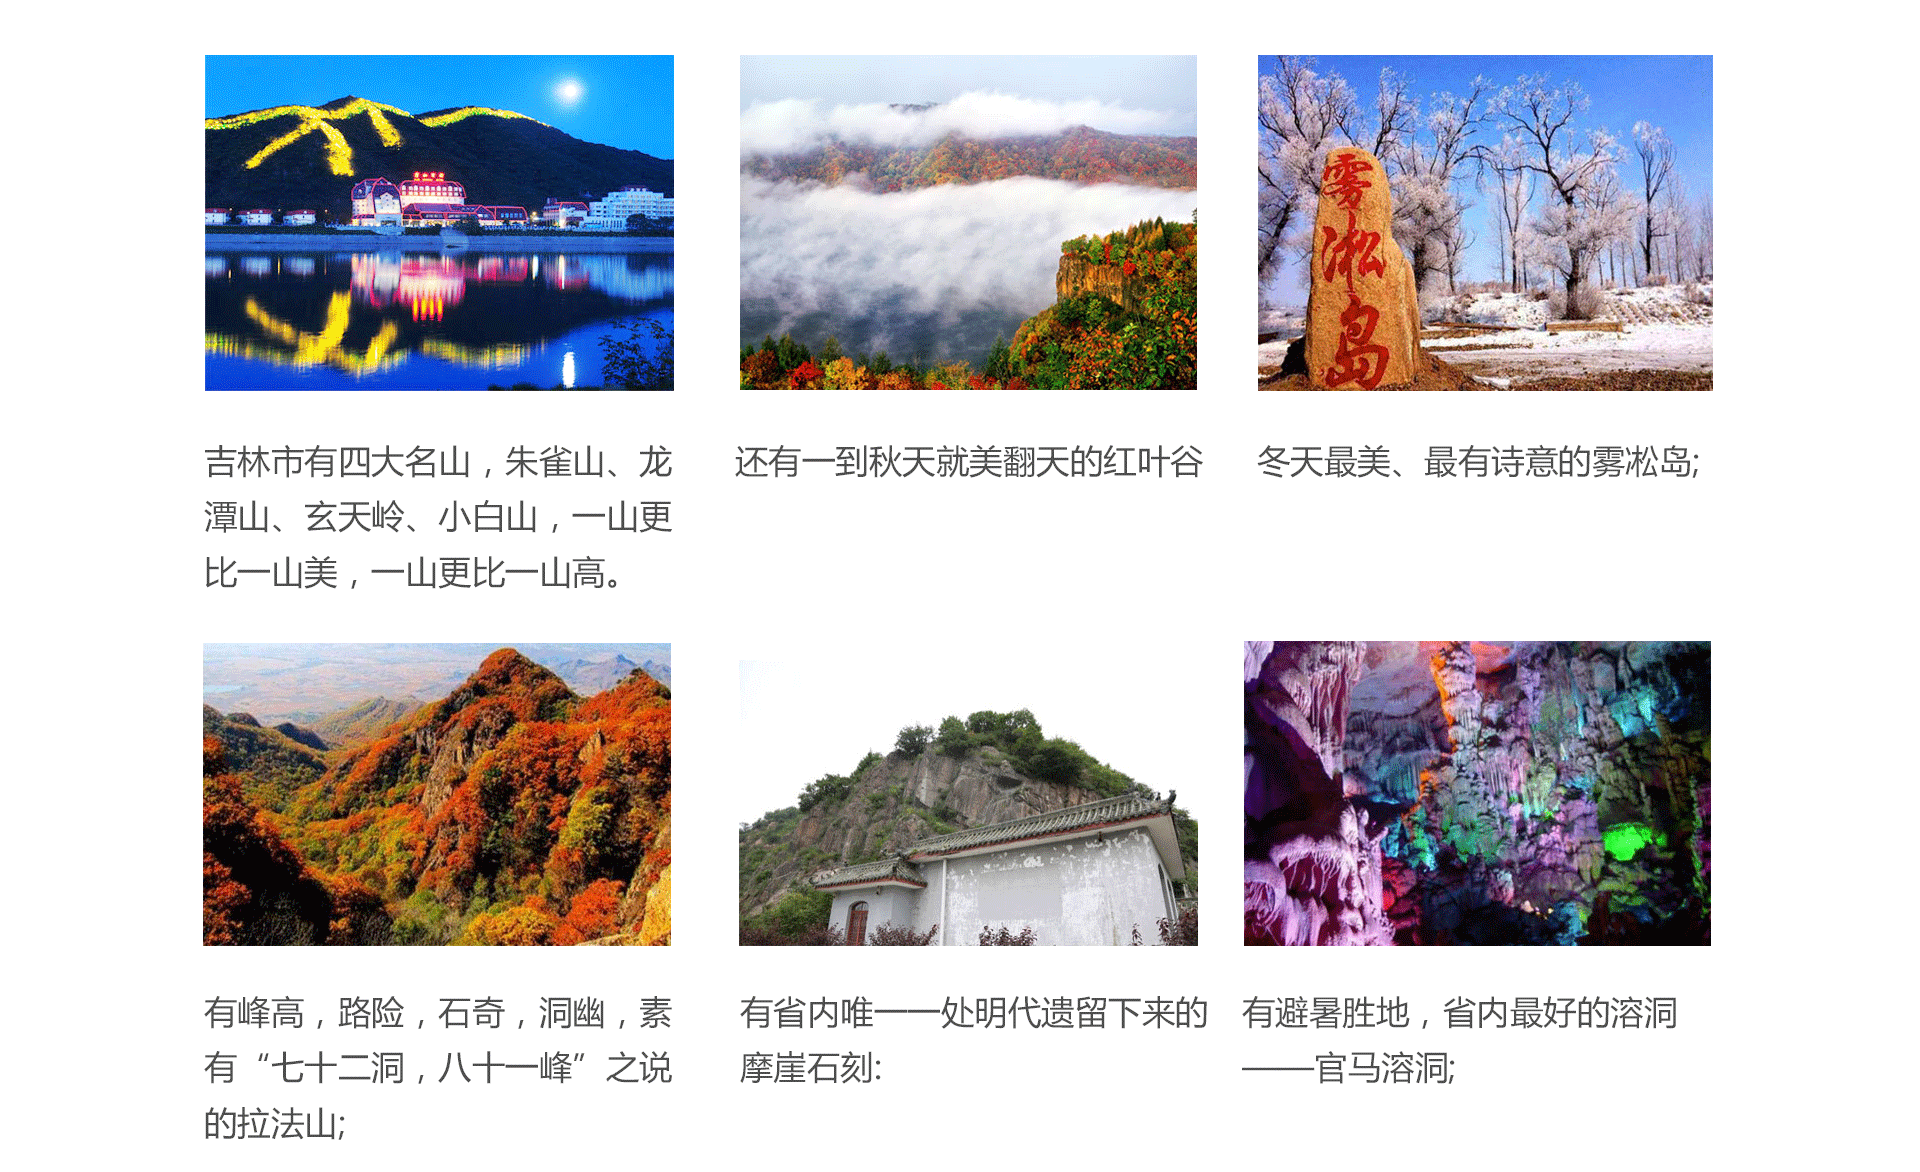 雾凇岛
吉林市有四大名山，朱雀山、龙
潭山、玄天岭、小白山，一山更
比一山美，一山更比一山高。
还有一到秋天就美翻天的红叶谷
冬天最美、最有诗意的雾凇岛;
有峰高，路险，石奇，洞幽，素
有“七十二洞，八十一峰”之说
的拉法山;
有省内唯一一处明代遗留下来的
摩崖石刻:
有避暑胜地，省内最好的溶洞
——官马溶洞;